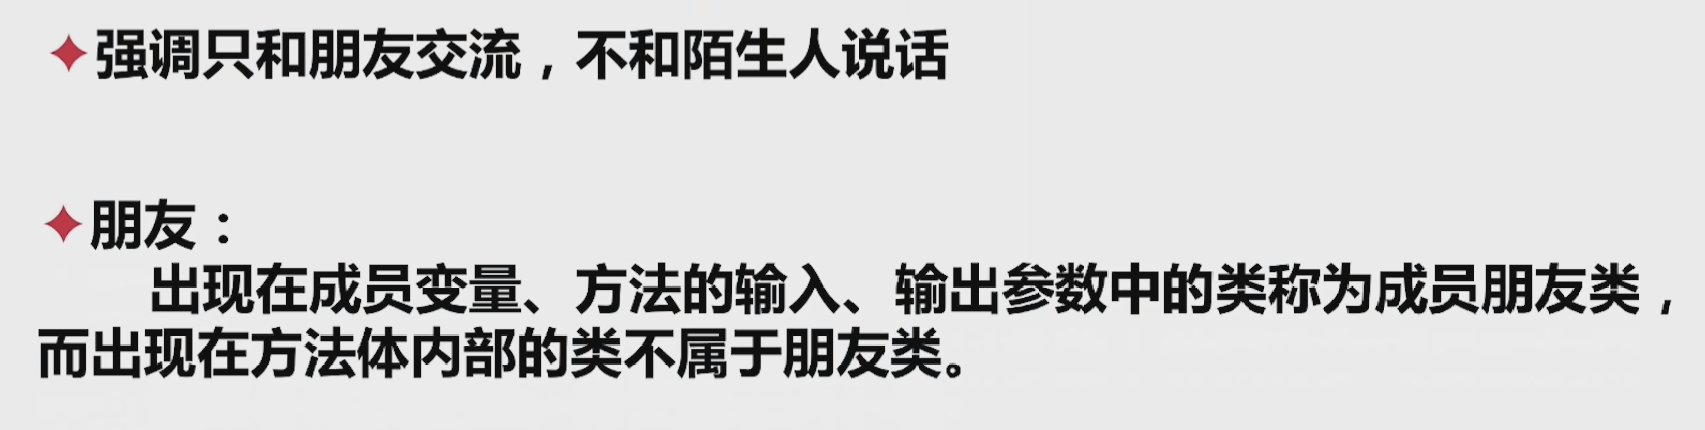 强调只和朋友交流，不和陌生人说话
朋友：
出现在成员变量、方法的输入、输出参数中的类称为成员朋友类，
而出现在方法体内部的类不属于朋友类。